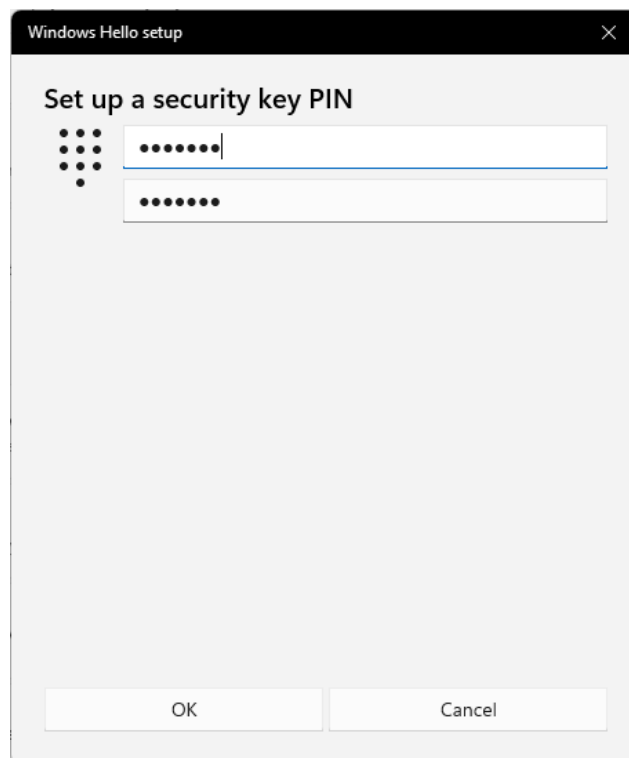 Windows Hello setup
Set up a security key PIN
•••••••
•••••••
OK
Cancel